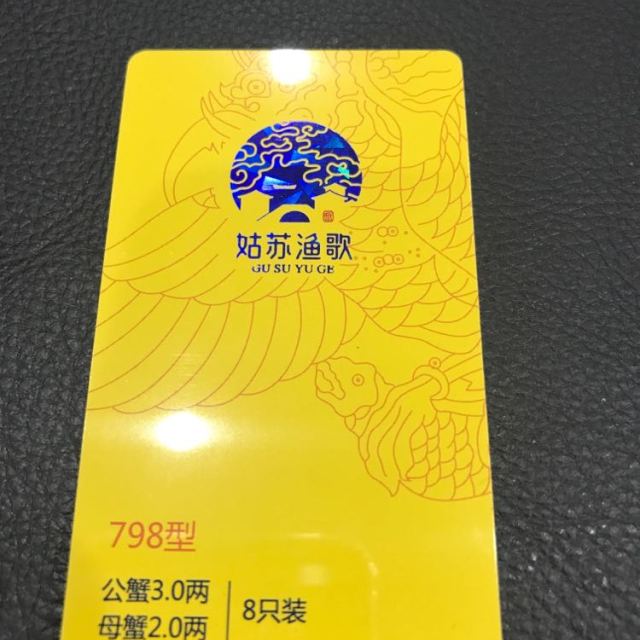 姑苏渔歌
GU SU YU GE
798型
公蟹3.0两
母蟹2.0两
8只装